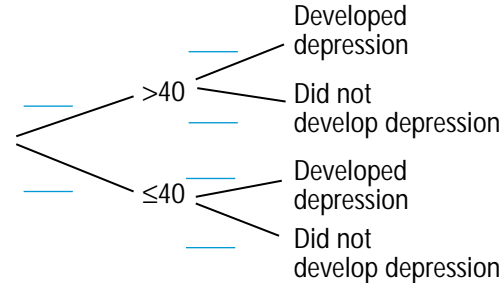 Developed
depression
>40
Did not
develop depression
Developed
depression
≤40
Did not
develop depression